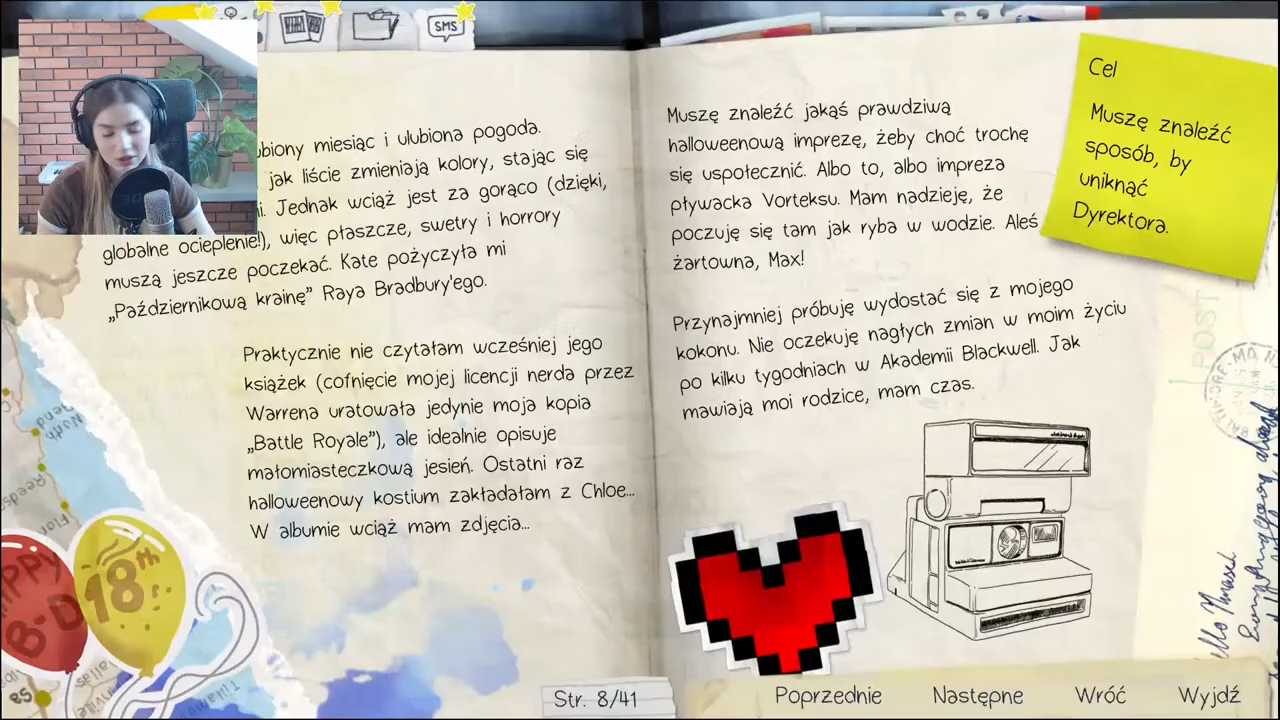 SMS
ubiony miesiąc i ulubiona pogoda.
jak liście zmieniają kolory, stając się
Jednak wciąż jest za gorąco (dzięki,
globalne ocieplenie!), więc płaszcze, swetry i horrory
muszą jeszcze poczekać. Kate pożyczyła mi
„Październikową krainę” Raya Bradbury'ego.
Praktycznie nie czytałam wcześniej jego
książek (cofnięcie mojej licencji nerda przez
Warrena uratowała jedynie moja kopia
„Battle Royale”), ale idealnie opisuje
małomiasteczkową jesień. Ostatni raz
halloweenowy kostium zakładałam z Chloe...
W albumie wciąż mam zdjęcia...
18th
Str. 8/41
Muszę znaleźć jakąś prawdziwą
halloweenową imprezę, żeby choć trochę
się uspołecznić. Albo to, albo impreza
pływacka Vorteksu. Mam nadzieję, że
poczuję się tam jak ryba w wodzie. Aleś
żartowna, Max!
Przynajmniej próbuję wydostać się z mojego
kokonu. Nie oczekuję nagłych zmian w moim życiu
po kilku tygodniach w Akademii Blackwell. Jak
mawiają moi rodzice, mam czas.
Cel
Muszę znaleźć
sposób, by
uniknąć
Dyrektora.
POST
Poprzednie Następne Wróć Wyjdź